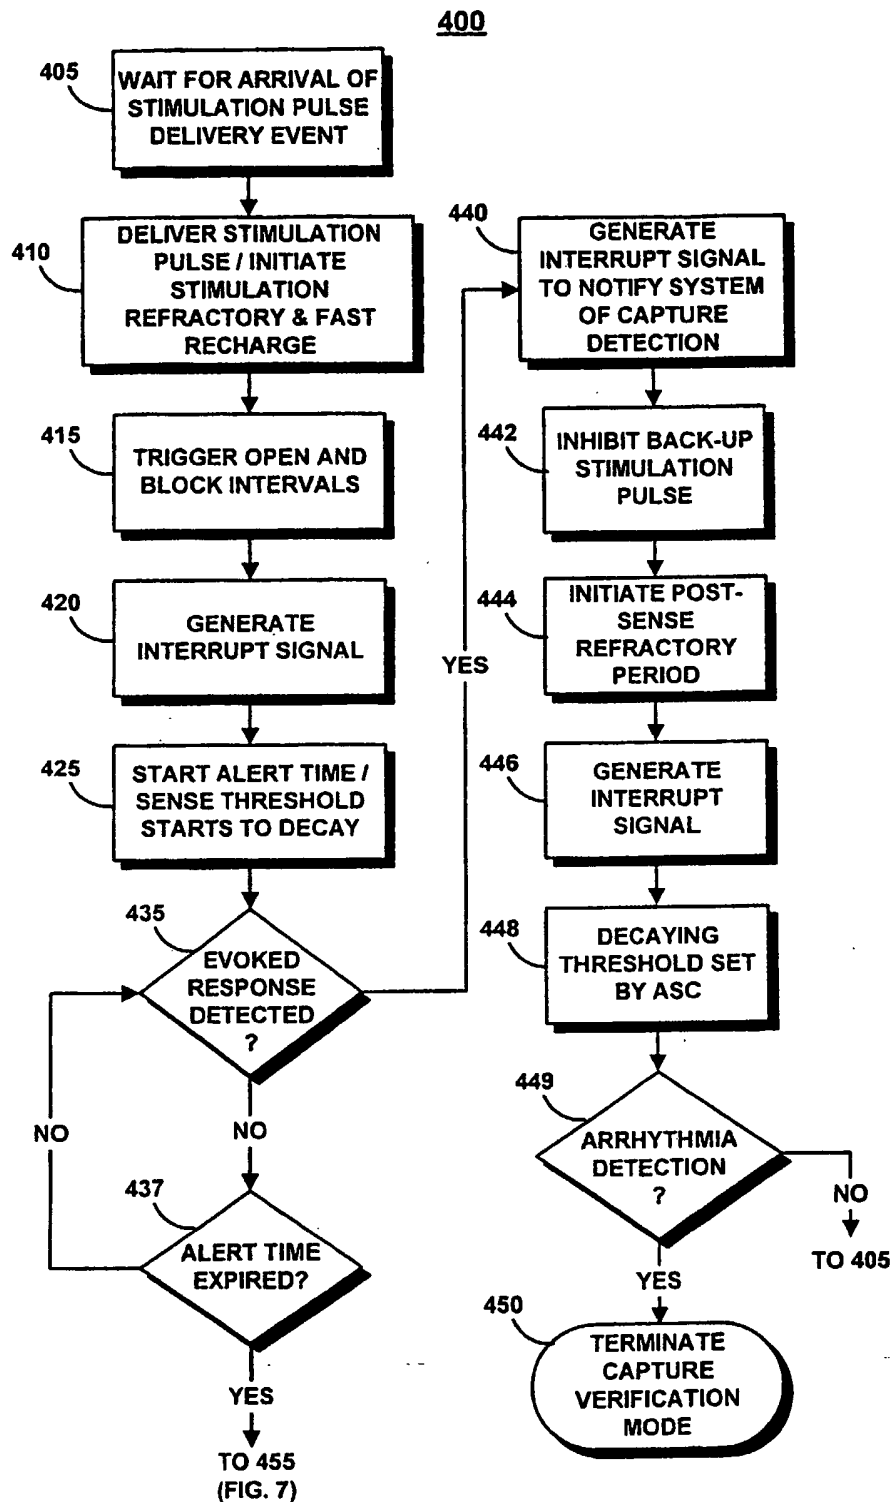 400
405
WAIT FOR ARRIVAL OF
STIMULATION PULSE
DELIVERY EVENT
410
DELIVER STIMULATION
PULSE / INITIATE
STIMULATION
REFRACTORY & FAST
RECHARGE
415
TRIGGER OPEN AND
BLOCK INTERVALS
420
GENERATE
INTERRUPT SIGNAL
425
START ALERT TIME /
SENSE THRESHOLD
STARTS TO DECAY
435
EVOKED
RESPONSE
DETECTED
?
YES
NO
NO
437
ALERT TIME
EXPIRED?
YES
TO 455
(FIG. 7)
440
GENERATE
INTERRUPT SIGNAL
TO NOTIFY SYSTEM
OF CAPTURE
DETECTION
442
INHIBIT BACK-UP
STIMULATION
PULSE
444
INITIATE POST-
SENSE
REFRACTORY
PERIOD
446
GENERATE
INTERRUPT
SIGNAL
448
DECAYING
THRESHOLD SET
BY ASC
449
ARRHYTHMIA
DETECTION
?
NO
TO 405
YES
450
TERMINATE
CAPTURE
VERIFICATION
MODE